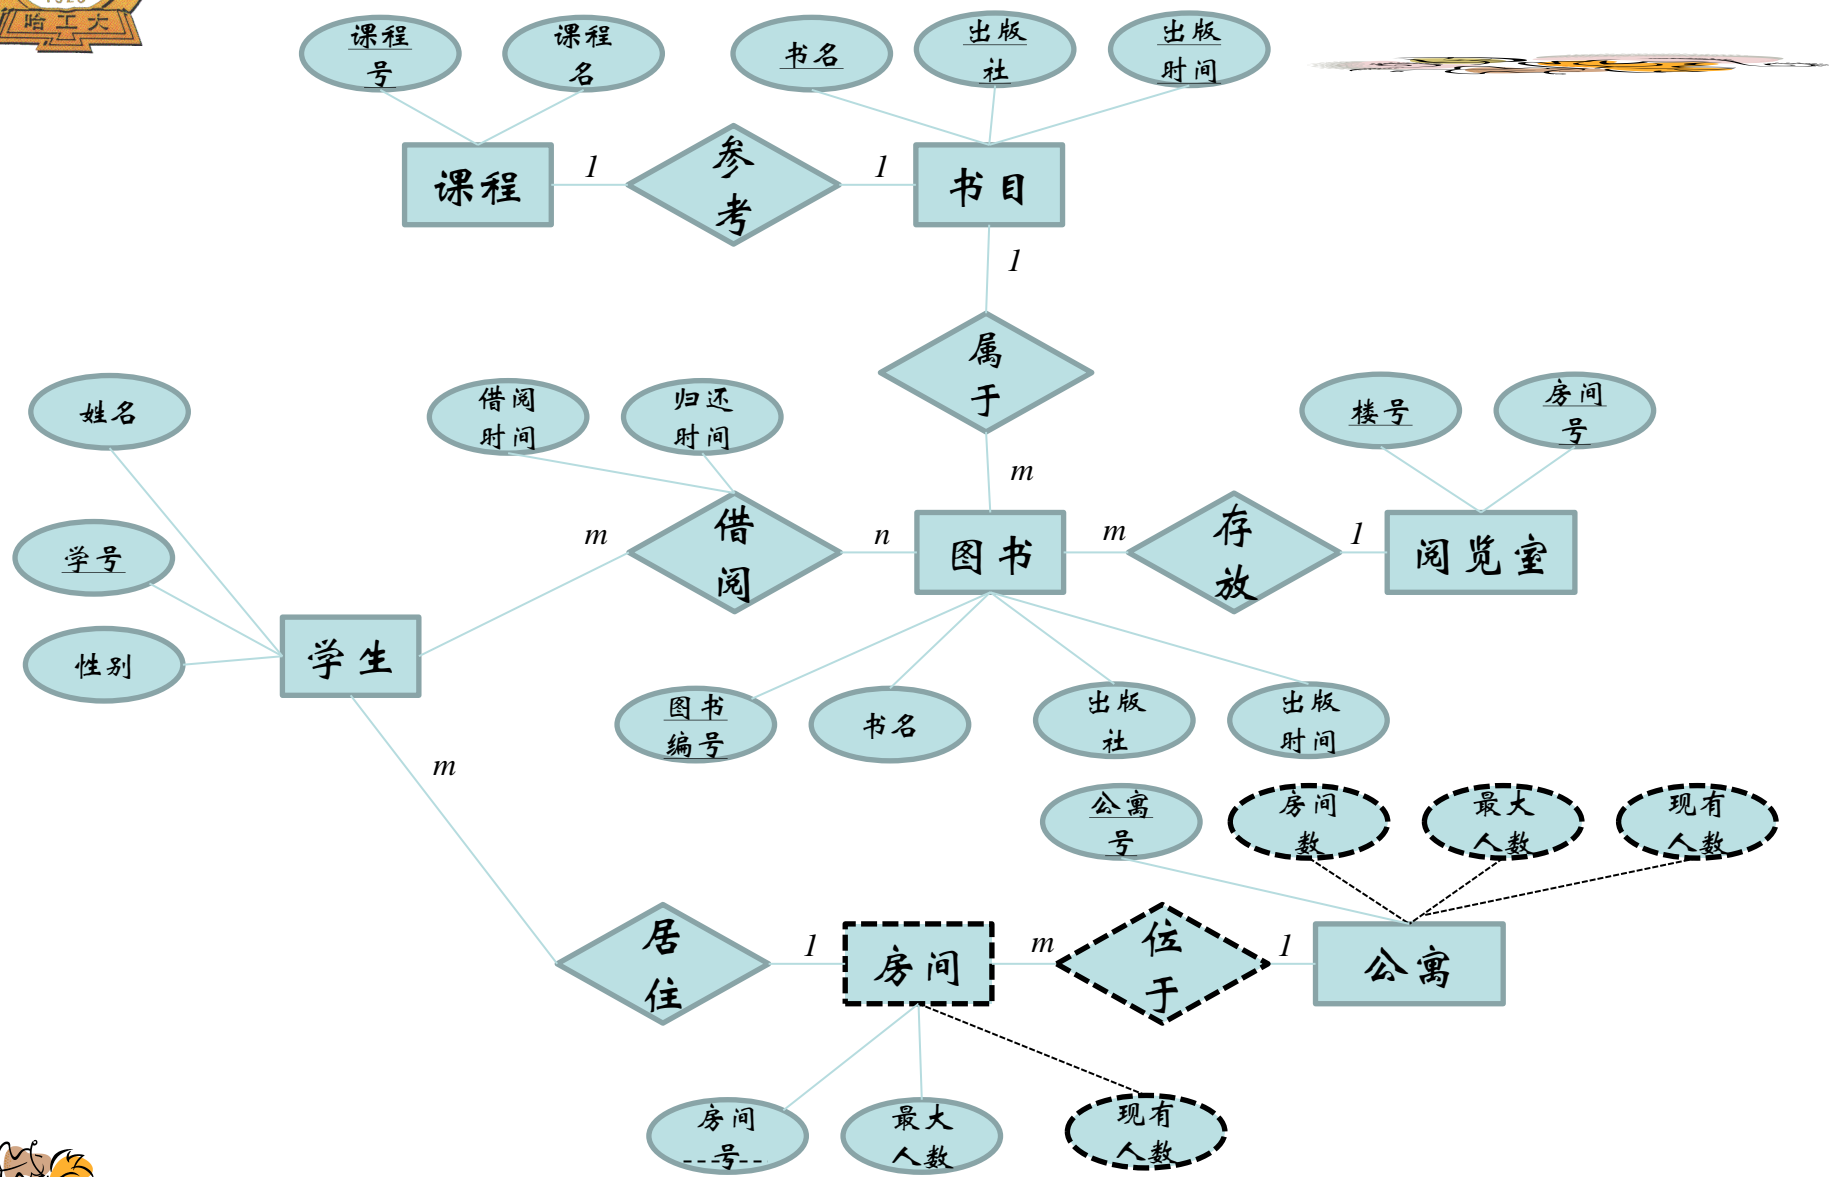 哈工大
课程
号
课程
名
书名
出版
社
出版
时间
课程
1
参
考
1
书目
1
属
于
m
姓名
学号
性别
学生
借阅
时间
归还
时间
m
借
阅
n
图书
m
存
放
1
阅览室
楼号
房间
号
图书
编号
书名
出版
社
出版
时间
m
居
住
1
房间
m
位
于
1
公寓
公寓
号
房间
数
最大
人数
现有
人数
房间
号
最大
人数
现有
人数